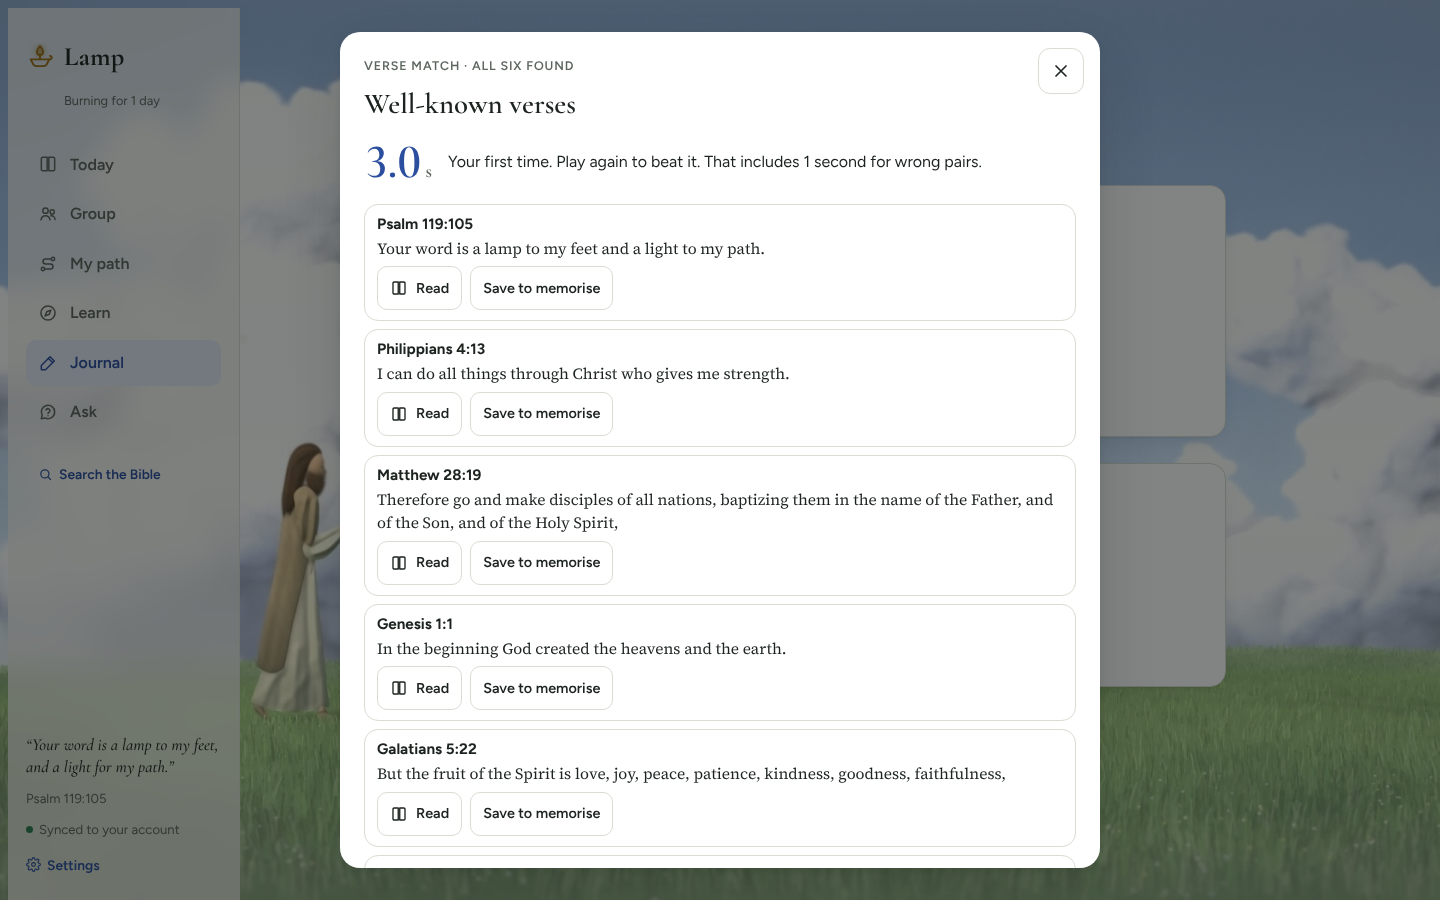 Lamp
Burning for 1 day
Today
Group
My path
Learn
Journal
Ask
Search the Bible
“Your word is a lamp to my feet,
and a light for my path.”
Psalm 119:105
Synced to your account
Settings
VERSE MATCH · ALL SIX FOUND
Well-known verses
3.0 s
Your first time. Play again to beat it. That includes 1 second for wrong pairs.
Psalm 119:105
Your word is a lamp to my feet and a light to my path.
Read
Save to memorise
Philippians 4:13
I can do all things through Christ who gives me strength.
Read
Save to memorise
Matthew 28:19
Therefore go and make disciples of all nations, baptizing them in the name of the Father, and
of the Son, and of the Holy Spirit,
Read
Save to memorise
Genesis 1:1
In the beginning God created the heavens and the earth.
Read
Save to memorise
Galatians 5:22
But the fruit of the Spirit is love, joy, peace, patience, kindness, goodness, faithfulness,
Read
Save to memorise